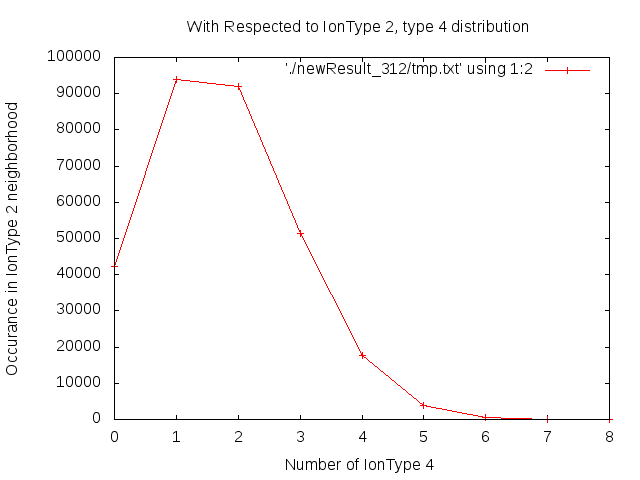 With Respected to IonType 2, type 4 distribution
'./newResult_312/tmp.txt' using 1:2
100000
90000
80000
70000
60000
50000
40000
30000
20000
10000
0
Occurance in IonType 2 neighborhood
0 1 2 3 4 5 6 7 8
Number of IonType 4